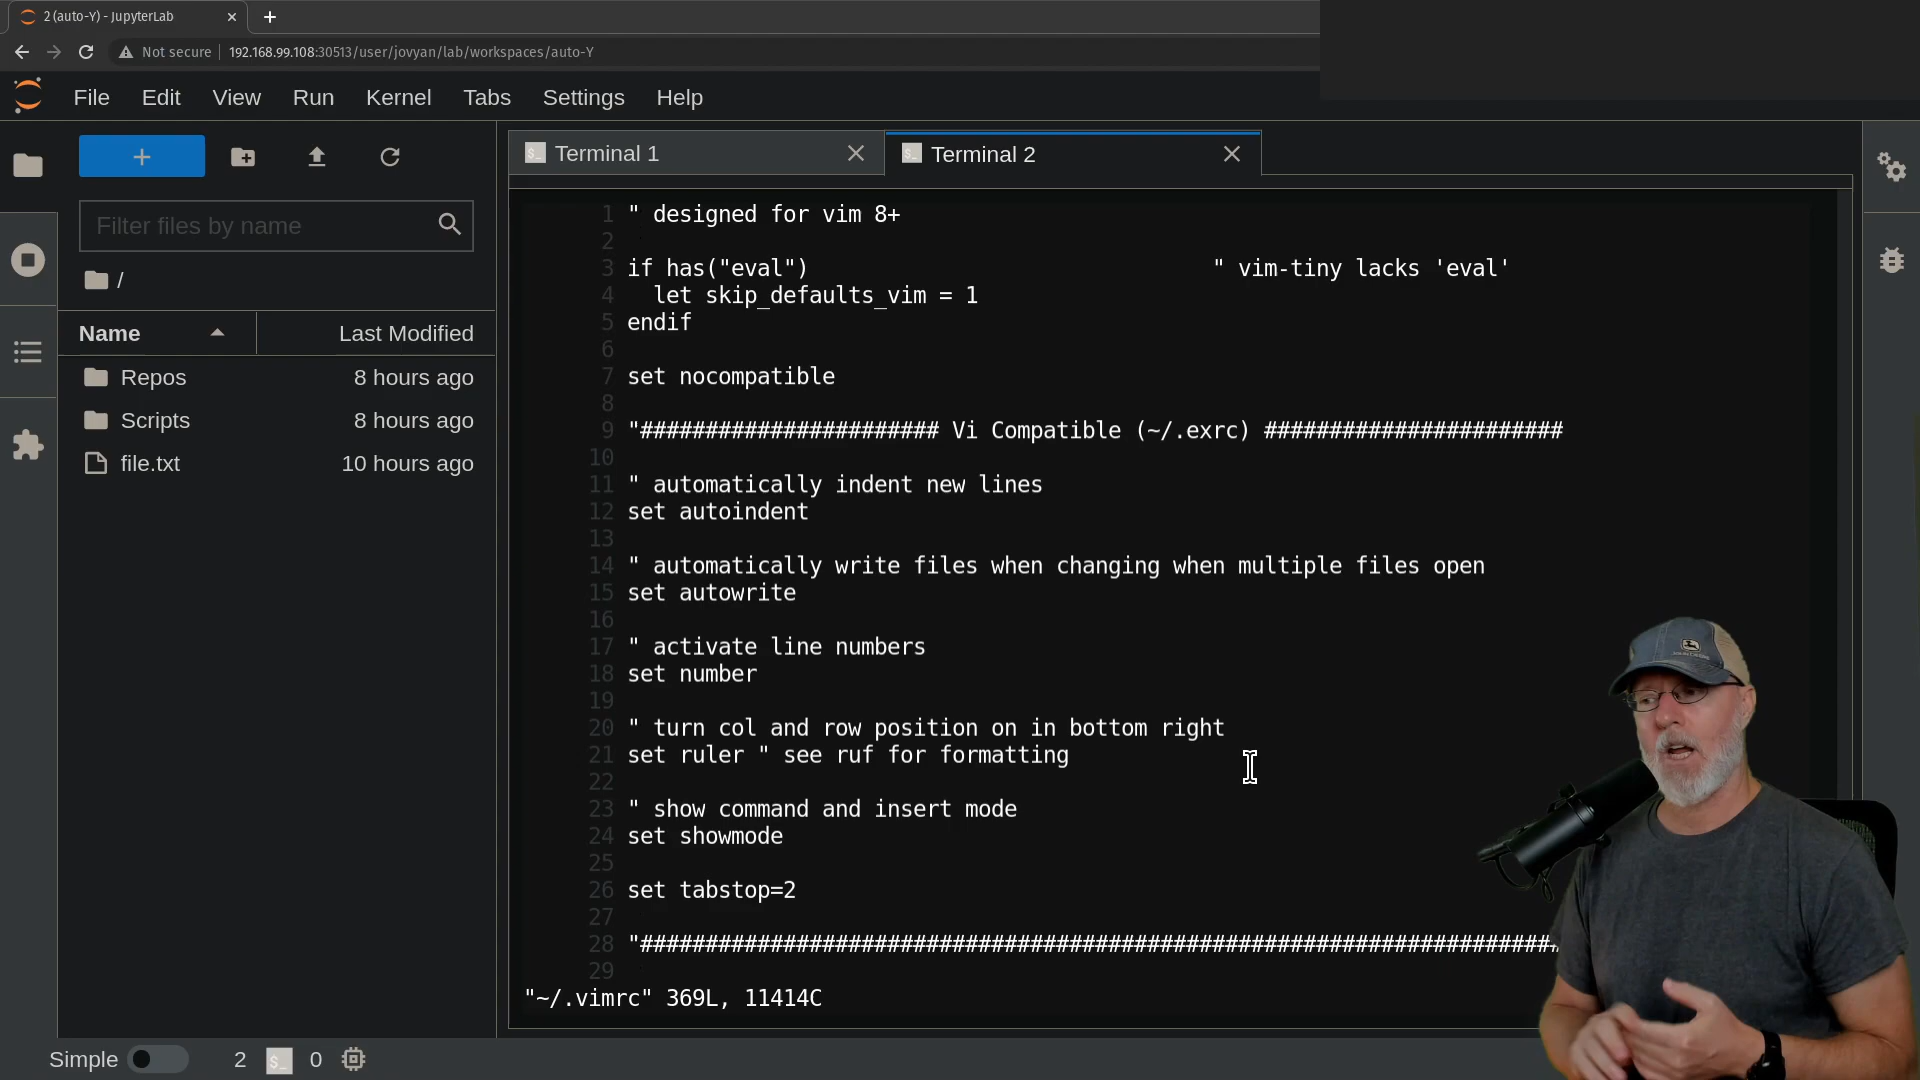 2 (auto-Y) - JupyterLab
Not secure 192.168.99.108:30513/user/jovyan/lab/workspaces/auto-Y
File Edit View Run Kernel Tabs Settings Help
Filter files by name
/
Name Last Modified
Repos 8 hours ago
Scripts 8 hours ago
file.txt 10 hours ago
Terminal 1
Terminal 2
1 " designed for vim 8+
2
3 if has("eval") " vim-tiny lacks 'eval'
4 let skip_defaults_vim = 1
5 endif
6
7 set nocompatible
8
9 "####################### Vi Compatible (~/.exrc) #######################
10
11 " automatically indent new lines
12 set autoindent
13
14 " automatically write files when changing when multiple files open
15 set autowrite
16
17 " activate line numbers
18 set number
19
20 " turn col and row position on in bottom right
21 set ruler " see ruf for formatting
22
23 " show command and insert mode
24 set showmode
25
26 set tabstop=2
27
28 "#######################################################################
29
"~/.vimrc" 369L, 11414C
Simple 2 $_ 0